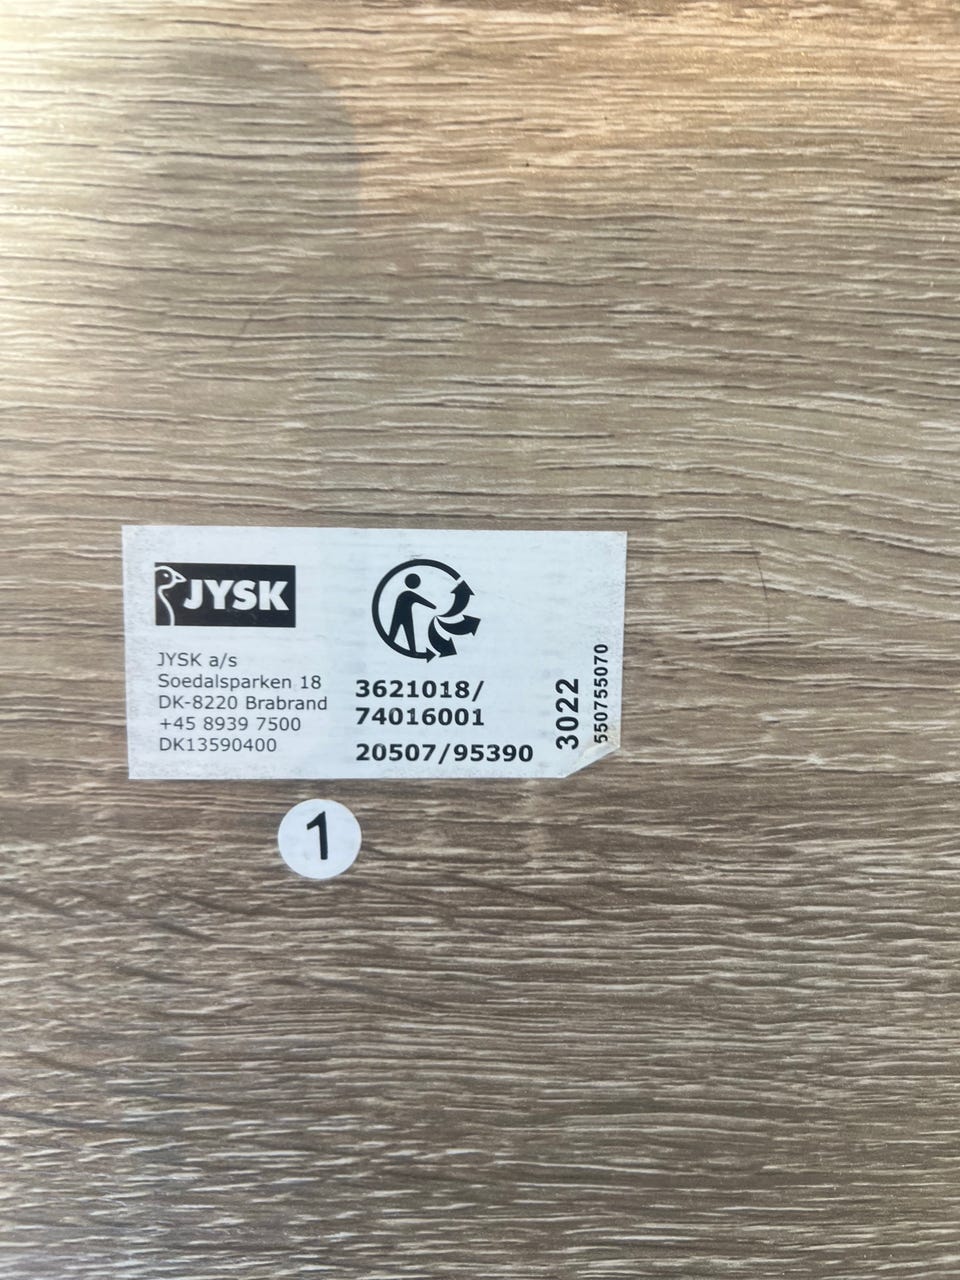 JYSK
JYSK a/s
Soedalsparken 18
DK-8220 Brabrand
+45 8939 7500
DK13590400
3621018/
74016001
20507/95390
3022
550755070
1